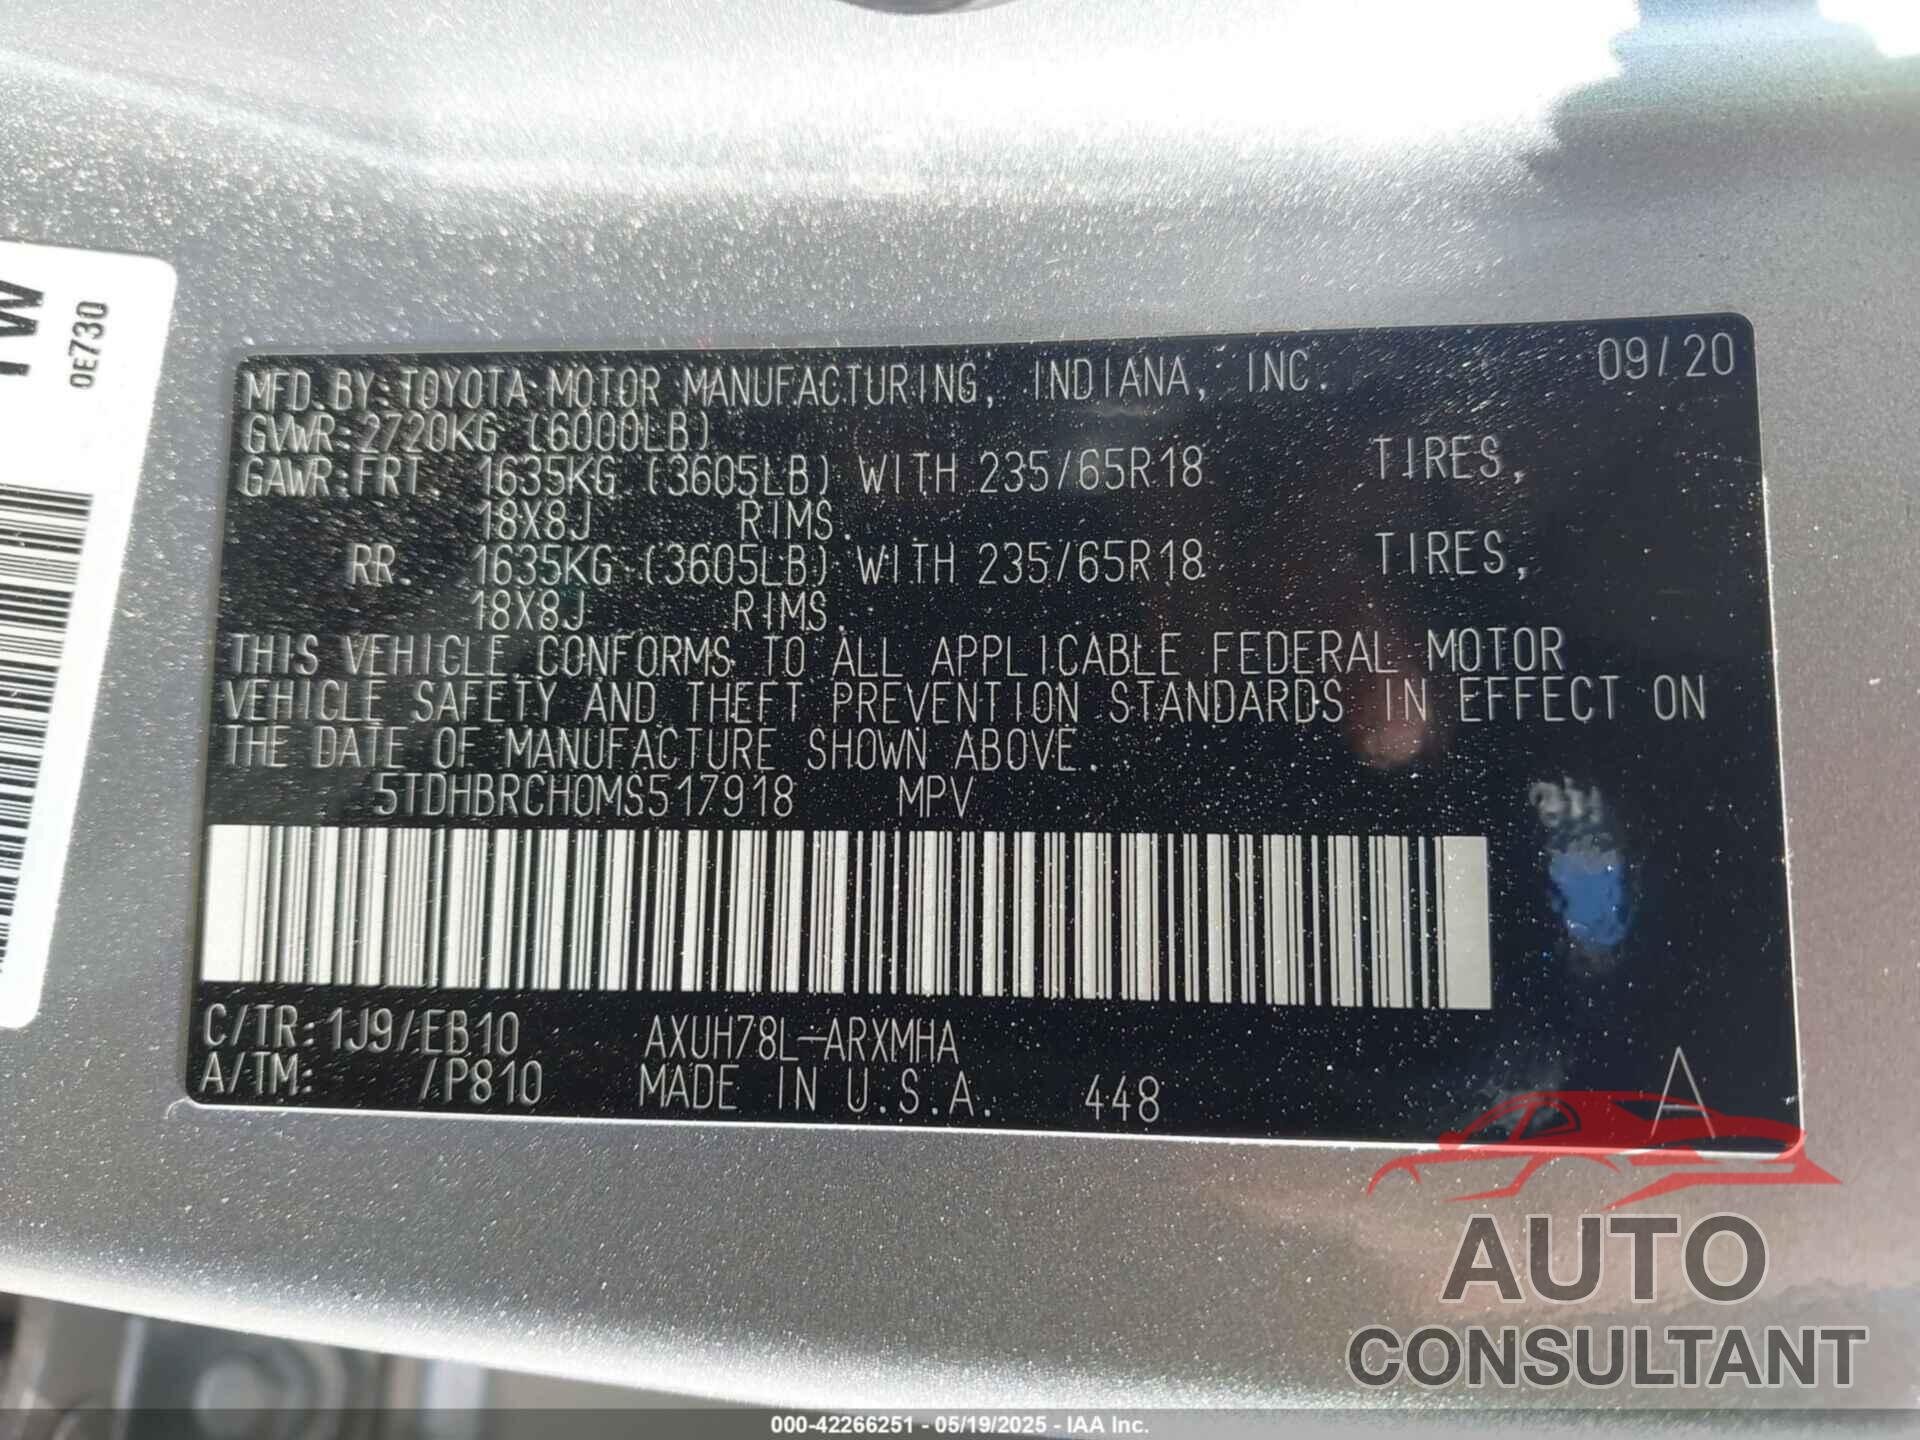 MFD.BY:TOYOTA MOTOR MANUFACTURING, INDIANA, INC. 09/20
GVWR:2720KG (6000LB)
GAWR:FRT. 1635KG (3605LB) WITH 235/65R18 TIRES,
18X8J RIMS.
RR. 1635KG (3605LB) WITH 235/65R18 TIRES,
18X8J RIMS.
THIS VEHICLE CONFORMS TO ALL APPLICABLE FEDERAL MOTOR
VEHICLE SAFETY AND THEFT PREVENTION STANDARDS IN EFFECT ON
THE DATE OF MANUFACTURE SHOWN ABOVE.
5TDHBRCH0MS517918 MPV
C/TR:1J9/EB10 AXUH78L-ARXMHA
A/TM: /P810 MADE IN U.S.A. 448 A
0E730
AUTO
CONSULTANT
000-42266251 - 05/19/2025 - IAA Inc.